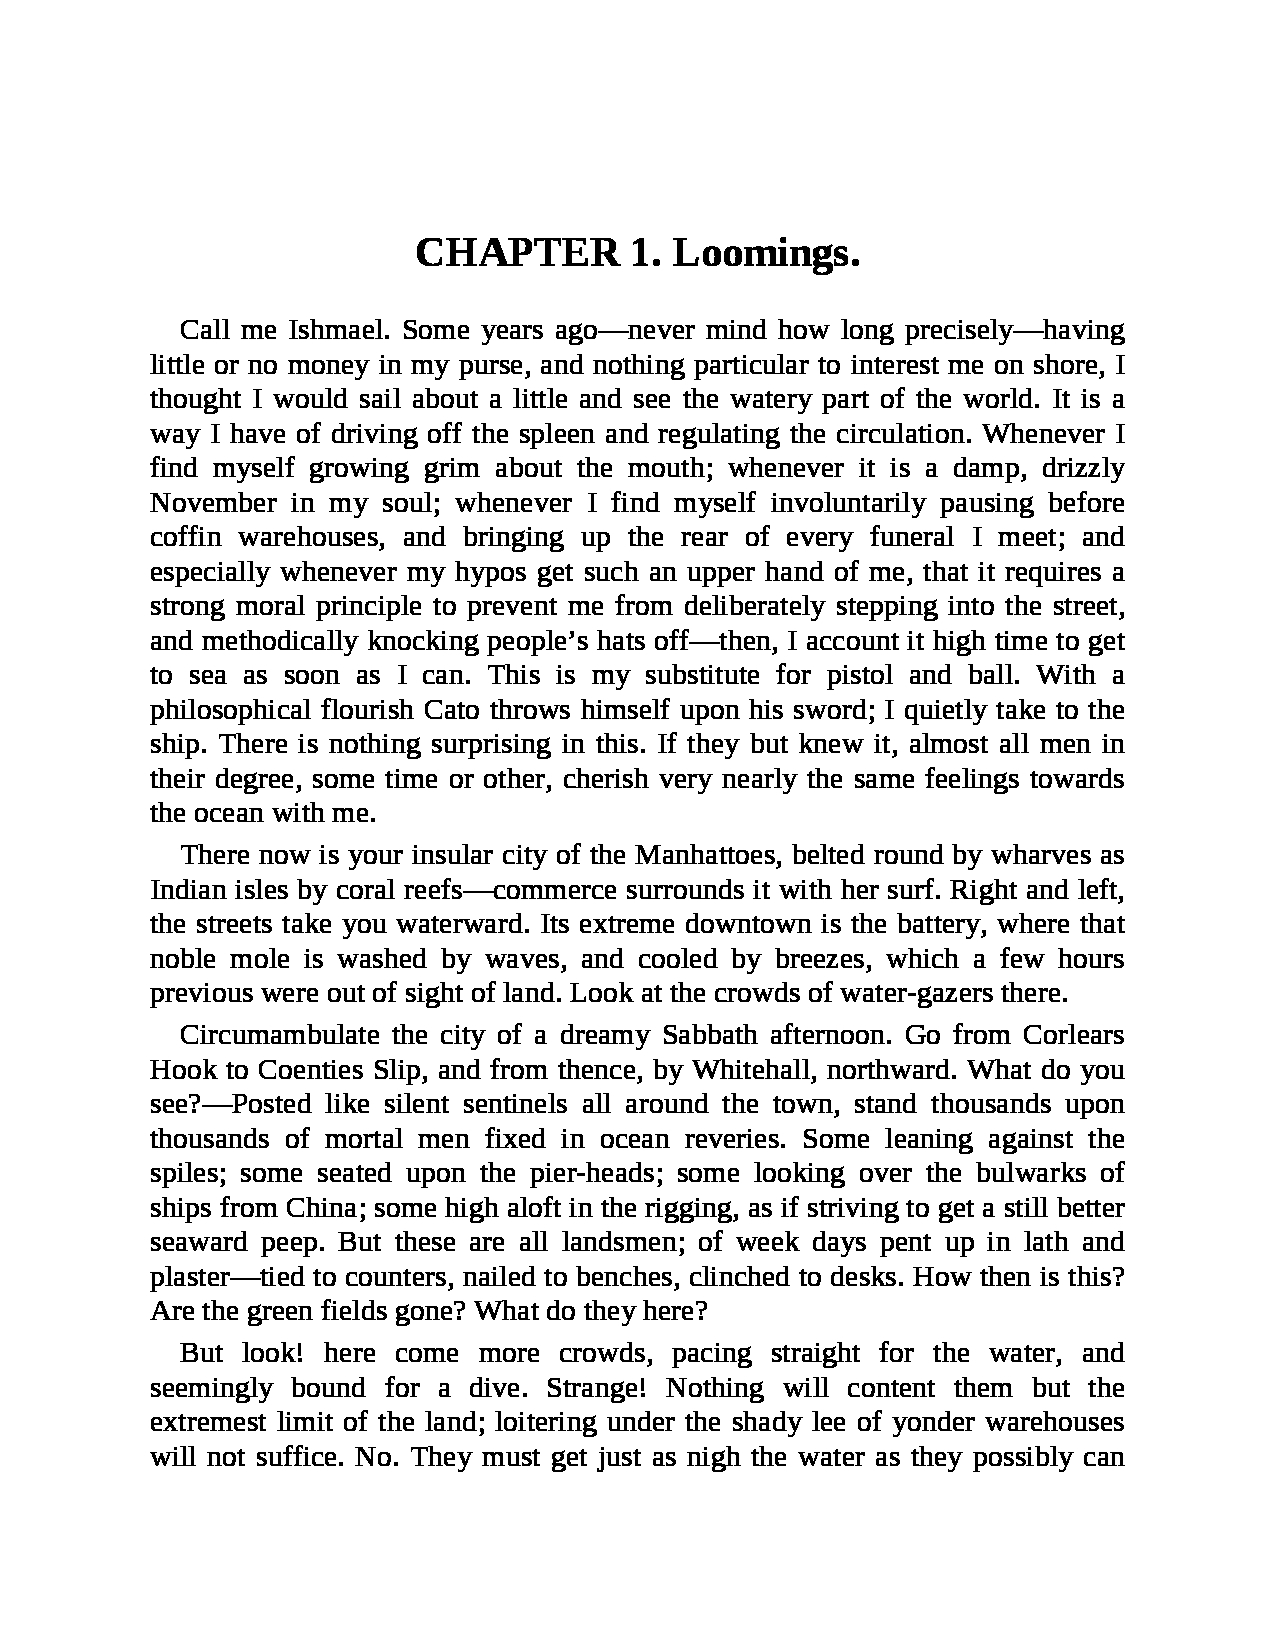 CHAPTER 1. Loomings.
Call me Ishmael. Some years ago—never mind how long precisely—having
little or no money in my purse, and nothing particular to interest me on shore, I
thought I would sail about a little and see the watery part of the world. It is a
way I have of driving off the spleen and regulating the circulation. Whenever I
find myself growing grim about the mouth; whenever it is a damp, drizzly
November in my soul; whenever I find myself involuntarily pausing before
coffin warehouses, and bringing up the rear of every funeral I meet; and
especially whenever my hypos get such an upper hand of me, that it requires a
strong moral principle to prevent me from deliberately stepping into the street,
and methodically knocking people’s hats off—then, I account it high time to get
to sea as soon as I can. This is my substitute for pistol and ball. With a
philosophical flourish Cato throws himself upon his sword; I quietly take to the
ship. There is nothing surprising in this. If they but knew it, almost all men in
their degree, some time or other, cherish very nearly the same feelings towards
the ocean with me.
There now is your insular city of the Manhattoes, belted round by wharves as
Indian isles by coral reefs—commerce surrounds it with her surf. Right and left,
the streets take you waterward. Its extreme downtown is the battery, where that
noble mole is washed by waves, and cooled by breezes, which a few hours
previous were out of sight of land. Look at the crowds of water-gazers there.
Circumambulate the city of a dreamy Sabbath afternoon. Go from Corlears
Hook to Coenties Slip, and from thence, by Whitehall, northward. What do you
see?—Posted like silent sentinels all around the town, stand thousands upon
thousands of mortal men fixed in ocean reveries. Some leaning against the
spiles; some seated upon the pier-heads; some looking over the bulwarks of
ships from China; some high aloft in the rigging, as if striving to get a still better
seaward peep. But these are all landsmen; of week days pent up in lath and
plaster—tied to counters, nailed to benches, clinched to desks. How then is this?
Are the green fields gone? What do they here?
But look! here come more crowds, pacing straight for the water, and
seemingly bound for a dive. Strange! Nothing will content them but the
extremest limit of the land; loitering under the shady lee of yonder warehouses
will not suffice. No. They must get just as nigh the water as they possibly can